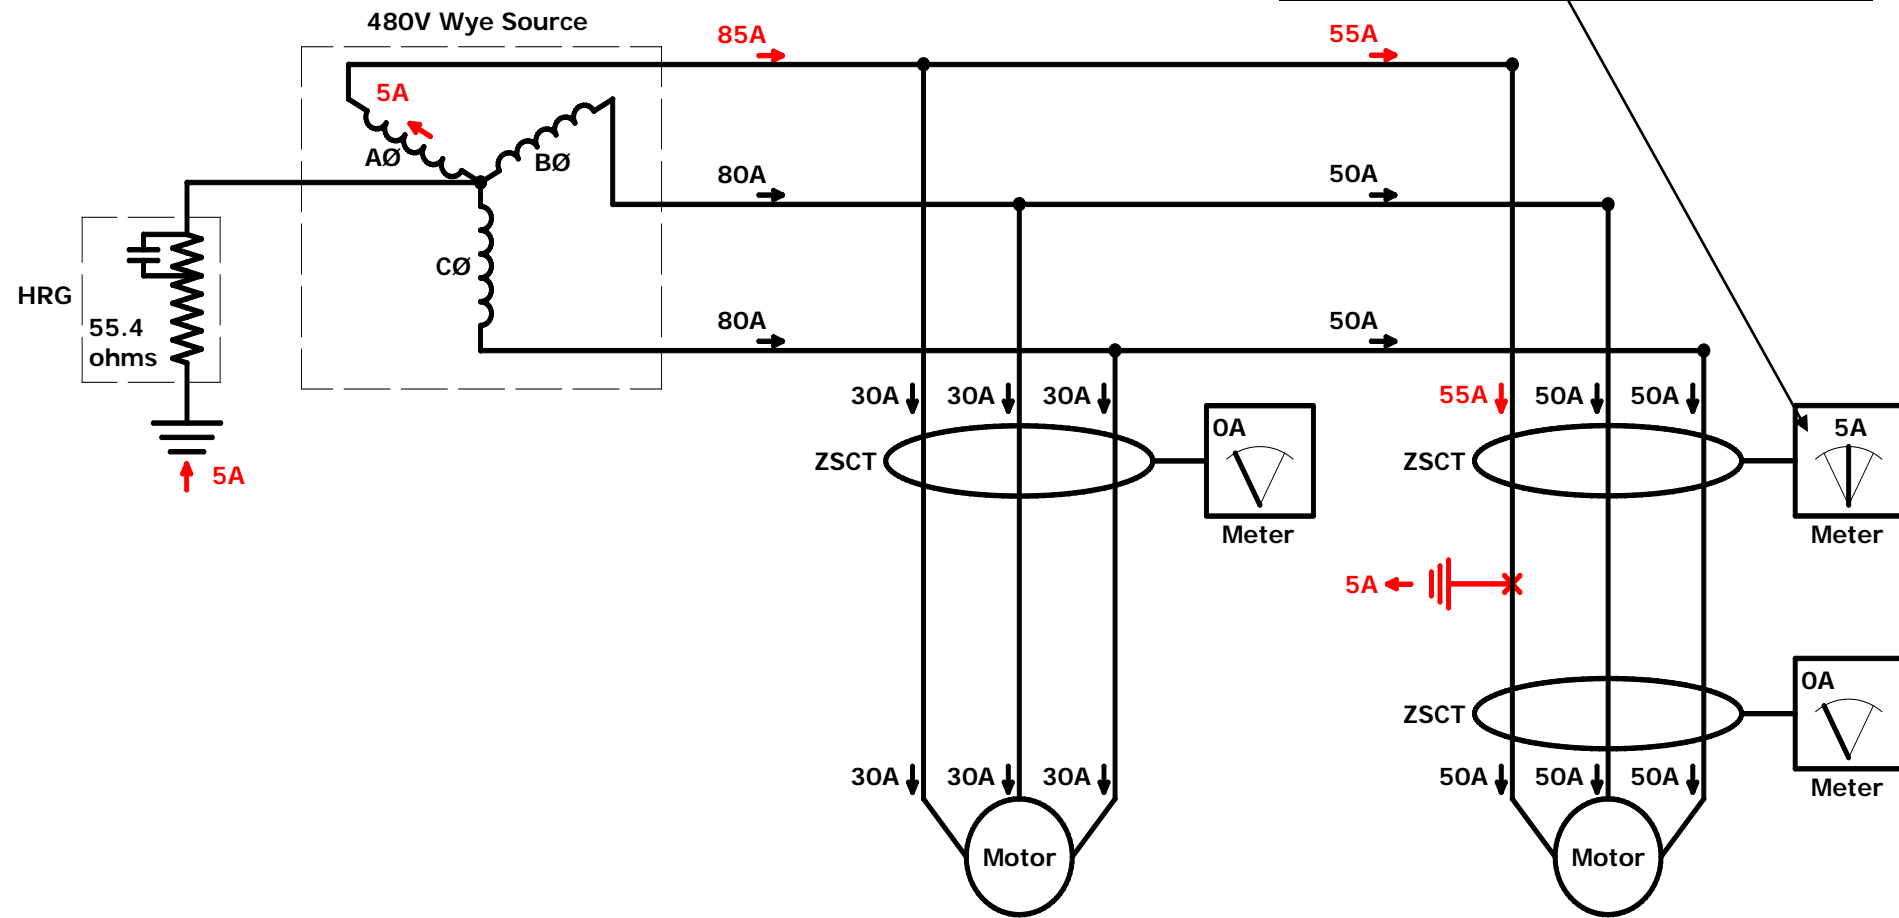 480V Wye Source
85A
55A
5A
AØ
BØ
80A
50A
CØ
HRG
55.4
ohms
80A
50A
5A
30A
30A
30A
55A
50A
50A
ZSCT
0A
Meter
ZSCT
5A
Meter
5A
ZSCT
0A
Meter
30A
30A
30A
50A
50A
50A
Motor
Motor